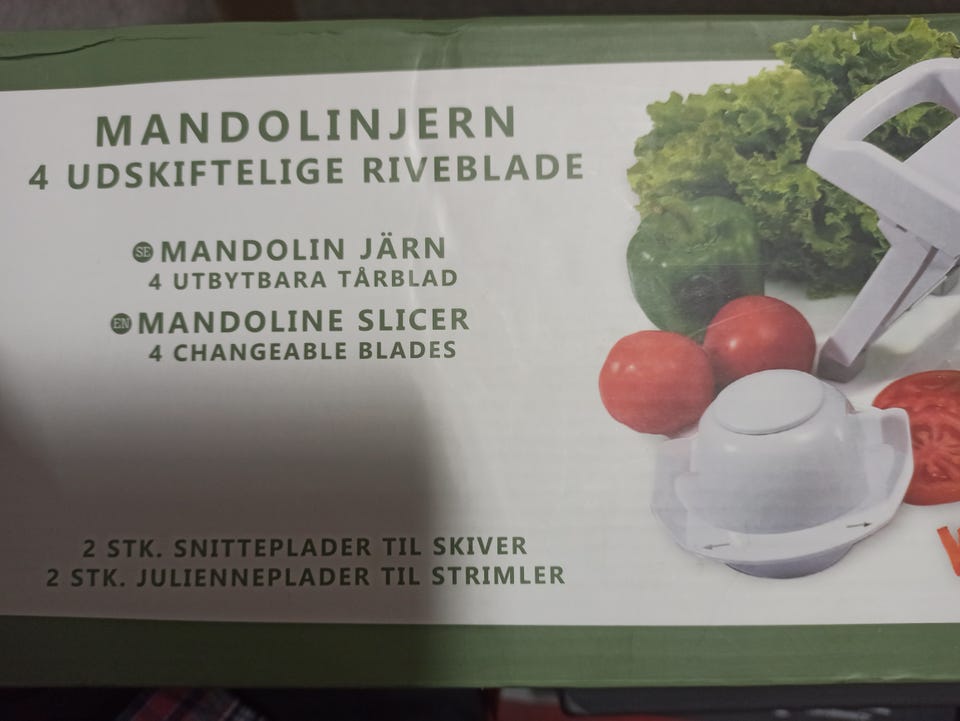 MANDOLINJERN
4 UDSKIFTELIGE RIVEBLADE
SE MANDOLIN JÄRN
4 UTBYTBARA TÅRBLAD
EN MANDOLINE SLICER
4 CHANGEABLE BLADES
2 STK. SNITTEPLADER TIL SKIVER
2 STK. JULIENNEPLADER TIL STRIMLER